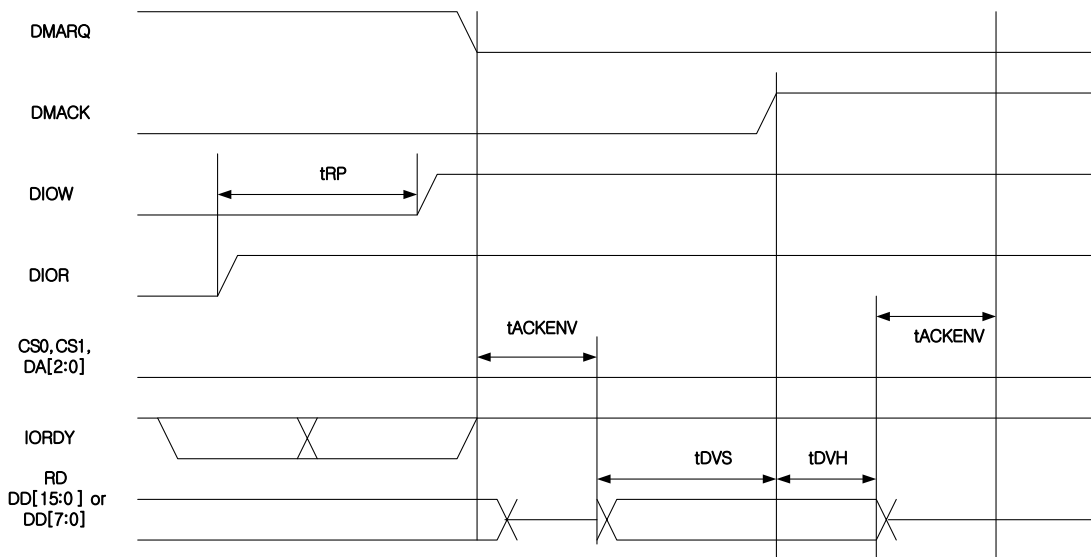 DMARQ
DMACK
DIOW
tRP
DIOR
CS0,CS1,
DA[2:0]
tACKENV
tACKENV
IORDY
RD
DD[15:0] or
DD[7:0]
tDVS
tDVH